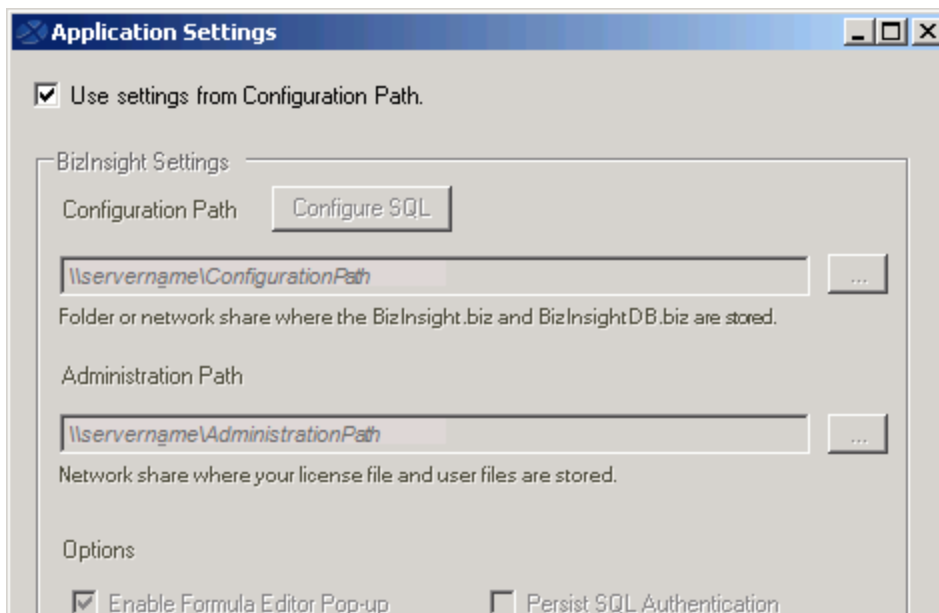 Application Settings
Use settings from Configuration Path.
BizInsight Settings
Configuration Path
Configure SQL
\\servername\ConfigurationPath
...
Folder or network share where the BizInsight.biz and BizInsightDB.biz are stored.
Administration Path
\\servername\AdministrationPath
...
Network share where your license file and user files are stored.
Options
Enable Formula Editor Pop-up
Persist SQL Authentication